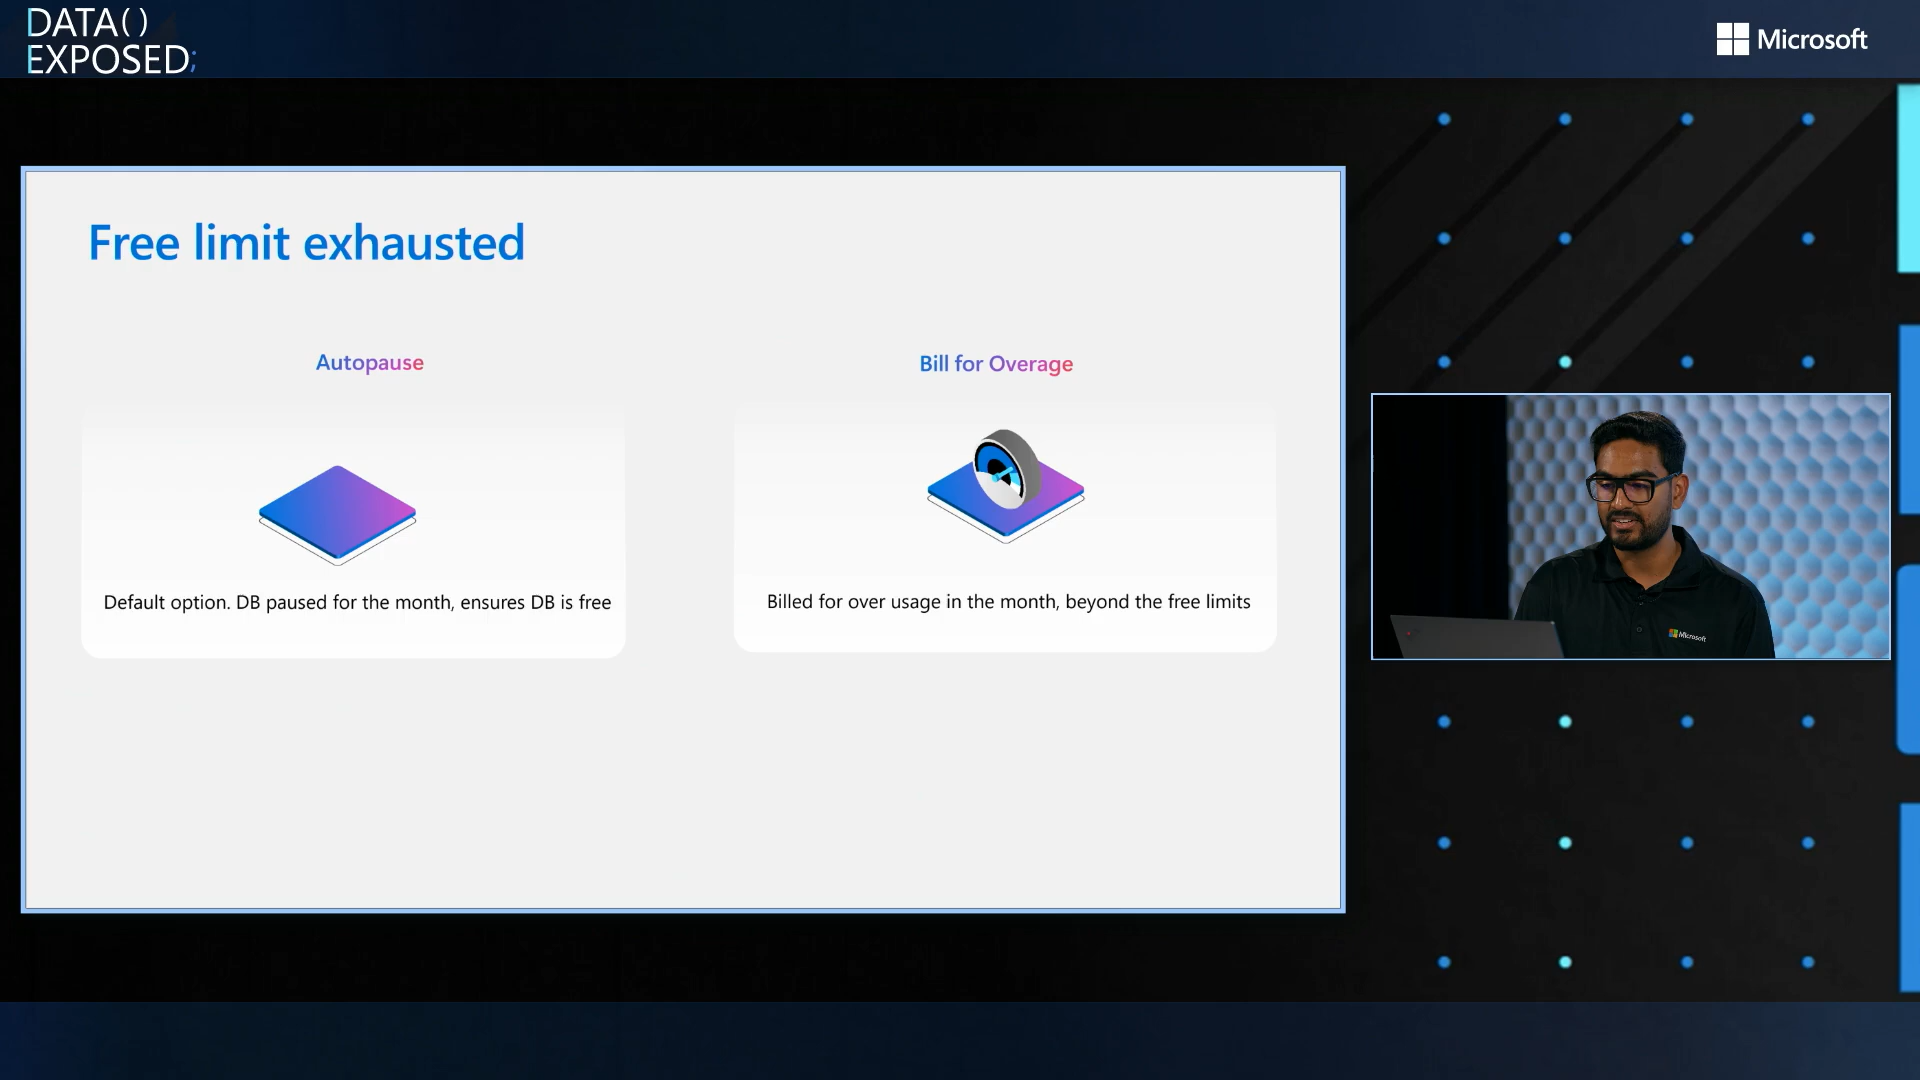 DATA()
EXPOSED;
Microsoft
Free limit exhausted
Autopause
Bill for Overage
Default option. DB paused for the month, ensures DB is free
Billed for over usage in the month, beyond the free limits
Microsoft